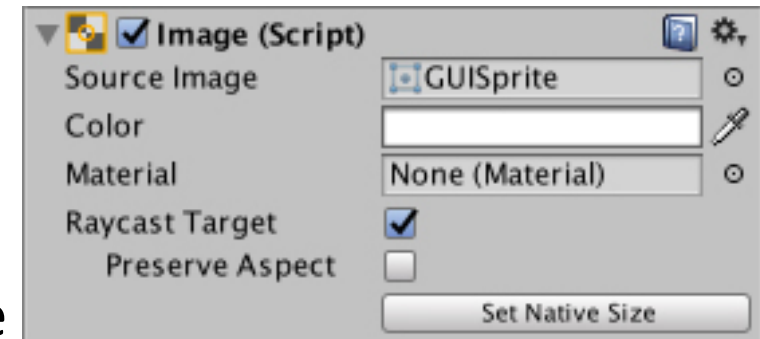 Image (Script)
Source Image GUISprite
Color
Material None (Material)
Raycast Target
Preserve Aspect
Set Native Size
e